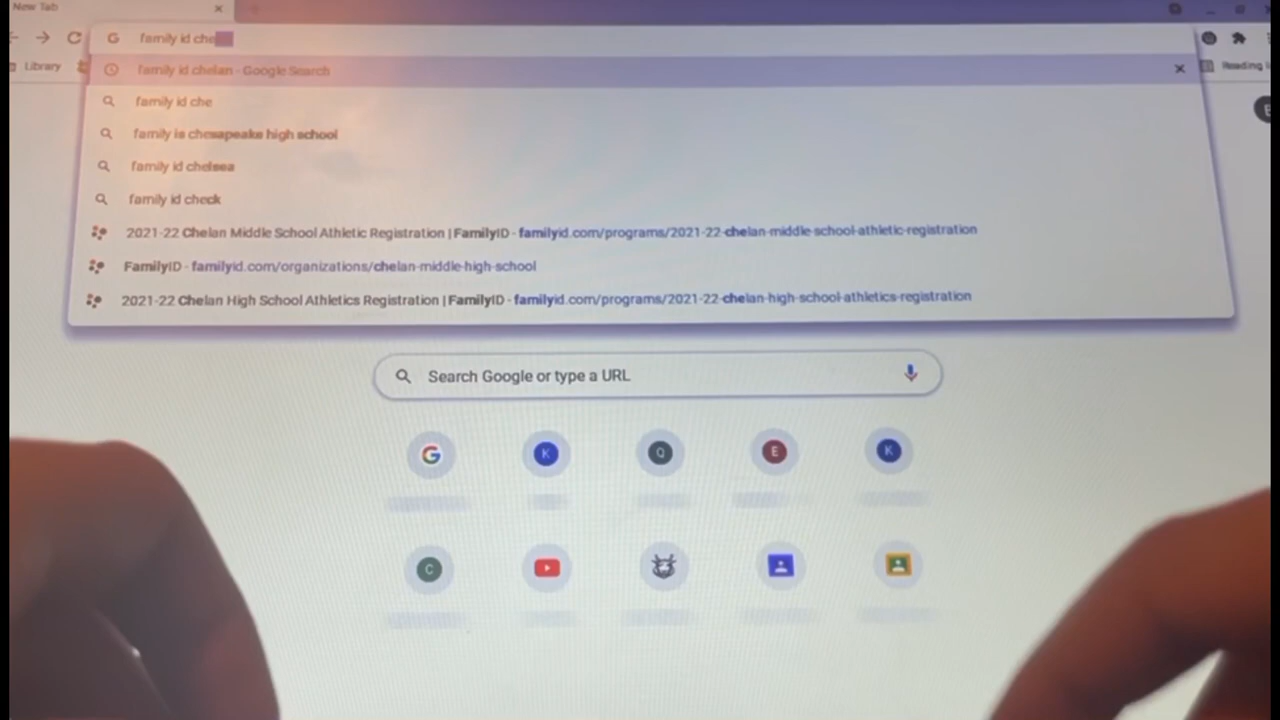 New Tab
family id che
Library
Reading li
family id chelan - Google Search
family id che
family is chesapeake high school
family id chelsea
family id check
2021-22 Chelan Middle School Athletic Registration | FamilyID - familyid.com/programs/2021-22-chelan-middle-school-athletic-registration
FamilyID - familyid.com/organizations/chelan-middle-high-school
2021-22 Chelan High School Athletics Registration | FamilyID - familyid.com/programs/2021-22-chelan-high-school-athletics-registration
Search Google or type a URL
G K Q E K
C